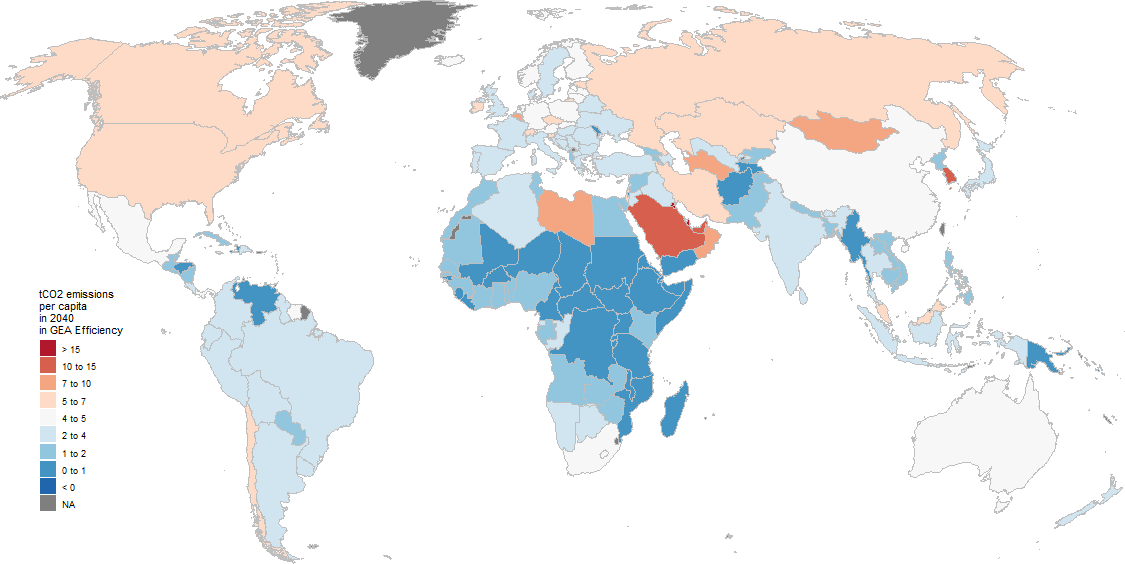 tCO2 emissions
per capita
in 2040
in GEA Efficiency
> 15
10 to 15
7 to 10
5 to 7
4 to 5
2 to 4
1 to 2
0 to 1
< 0
NA